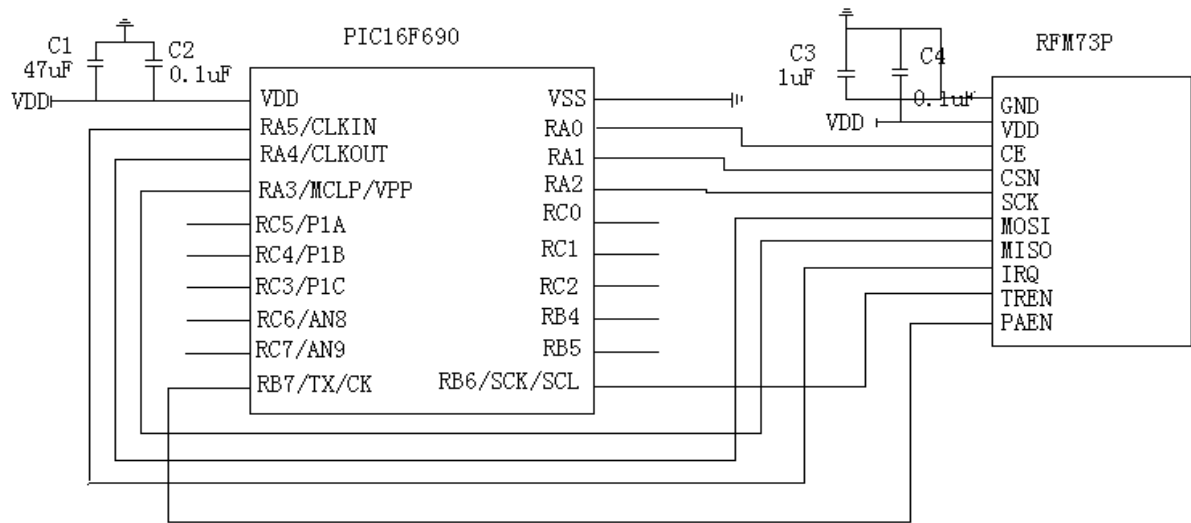 PIC16F690
RFM73P
C1
47uF
C2
0.1uF
VDD
C3
1uF
C4
0.1uF
VDD
VDD
RA5/CLKIN
RA4/CLKOUT
RA3/MCLP/VPP
RC5/P1A
RC4/P1B
RC3/P1C
RC6/AN8
RC7/AN9
RB7/TX/CK
VSS
RA0
RA1
RA2
RC0
RC1
RC2
RB4
RB5
RB6/SCK/SCL
GND
VDD
CE
CSN
SCK
MOSI
MISO
IRQ
TREN
PAEN